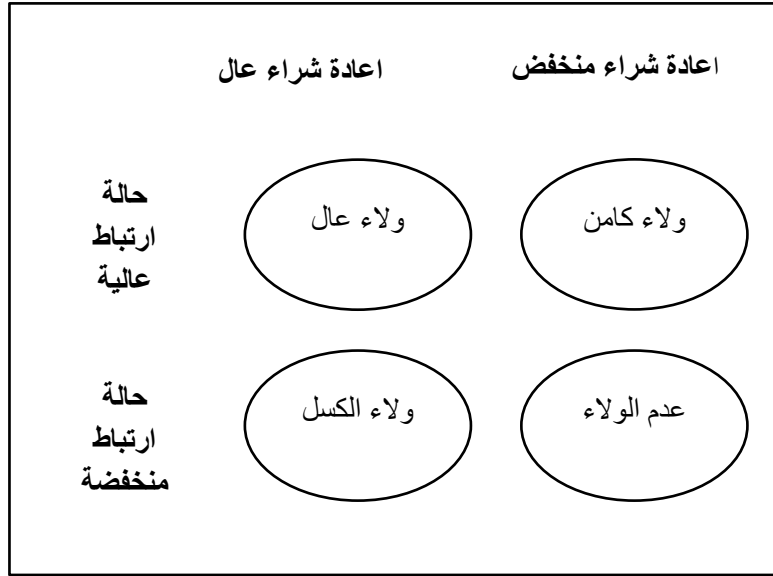 اعادة شراء منخفض
اعادة شراء عال
ولاء كامن
ولاء عال
حالة
ارتباط
عالية
عدم الولاء
ولاء الكسل
حالة
ارتباط
منخفضة